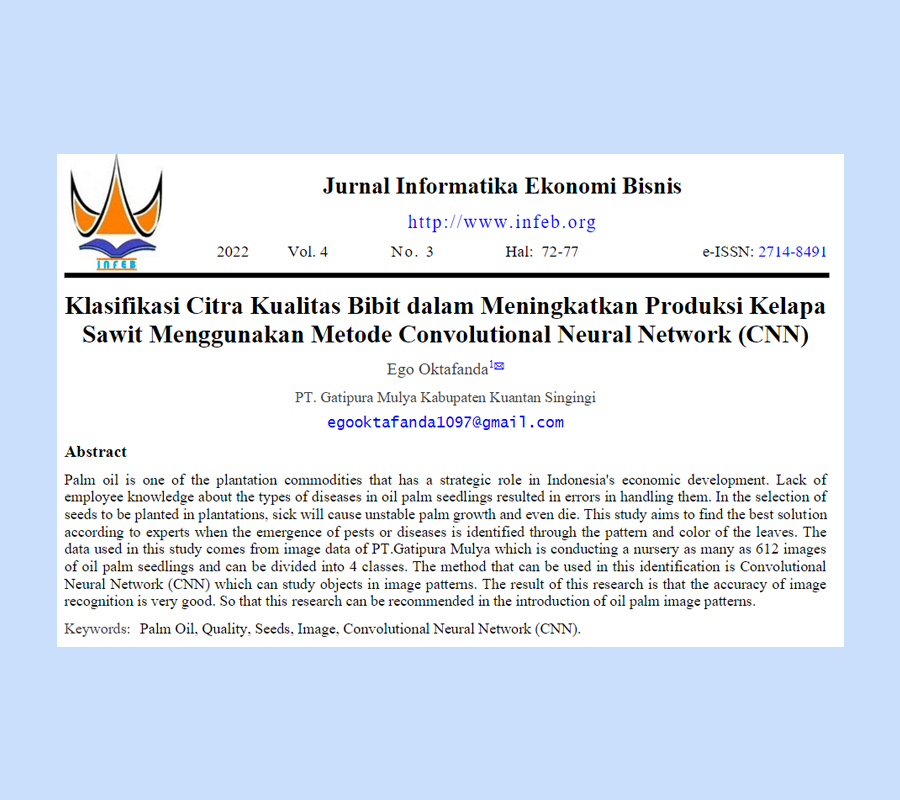 INFEB
Jurnal Informatika Ekonomi Bisnis
http://www.infeb.org
2022 Vol. 4 No. 3 Hal: 72-77 e-ISSN: 2714-8491
Klasifikasi Citra Kualitas Bibit dalam Meningkatkan Produksi Kelapa
Sawit Menggunakan Metode Convolutional Neural Network (CNN)
Ego Oktafanda1✉
PT. Gatipura Mulya Kabupaten Kuantan Singingi
egooktafanda1097@gmail.com
Abstract
Palm oil is one of the plantation commodities that has a strategic role in Indonesia's economic development. Lack of
employee knowledge about the types of diseases in oil palm seedlings resulted in errors in handling them. In the selection of
seeds to be planted in plantations, sick will cause unstable palm growth and even die. This study aims to find the best solution
according to experts when the emergence of pests or diseases is identified through the pattern and color of the leaves. The
data used in this study comes from image data of PT.Gatipura Mulya which is conducting a nursery as many as 612 images
of oil palm seedlings and can be divided into 4 classes. The method that can be used in this identification is Convolutional
Neural Network (CNN) which can study objects in image patterns. The result of this research is that the accuracy of image
recognition is very good. So that this research can be recommended in the introduction of oil palm image patterns.
Keywords: Palm Oil, Quality, Seeds, Image, Convolutional Neural Network (CNN).